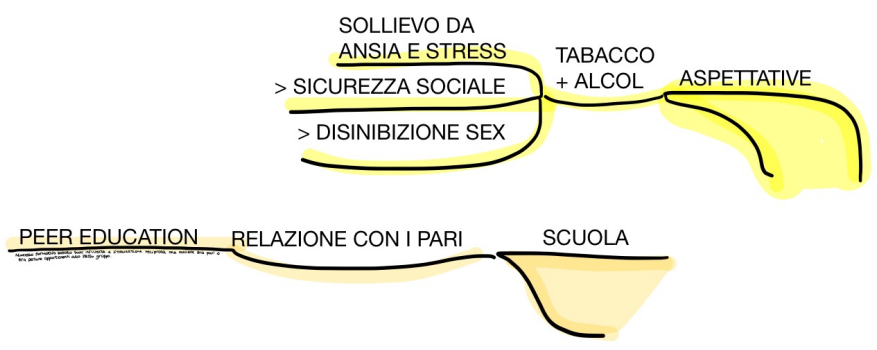 SOLLIEVO DA
ANSIA E STRESS
> SICUREZZA SOCIALE
> DISINIBIZIONE SEX
TABACCO
+ ALCOL
ASPETTATIVE
PEER EDUCATION
RELAZIONE CON I PARI
SCUOLA